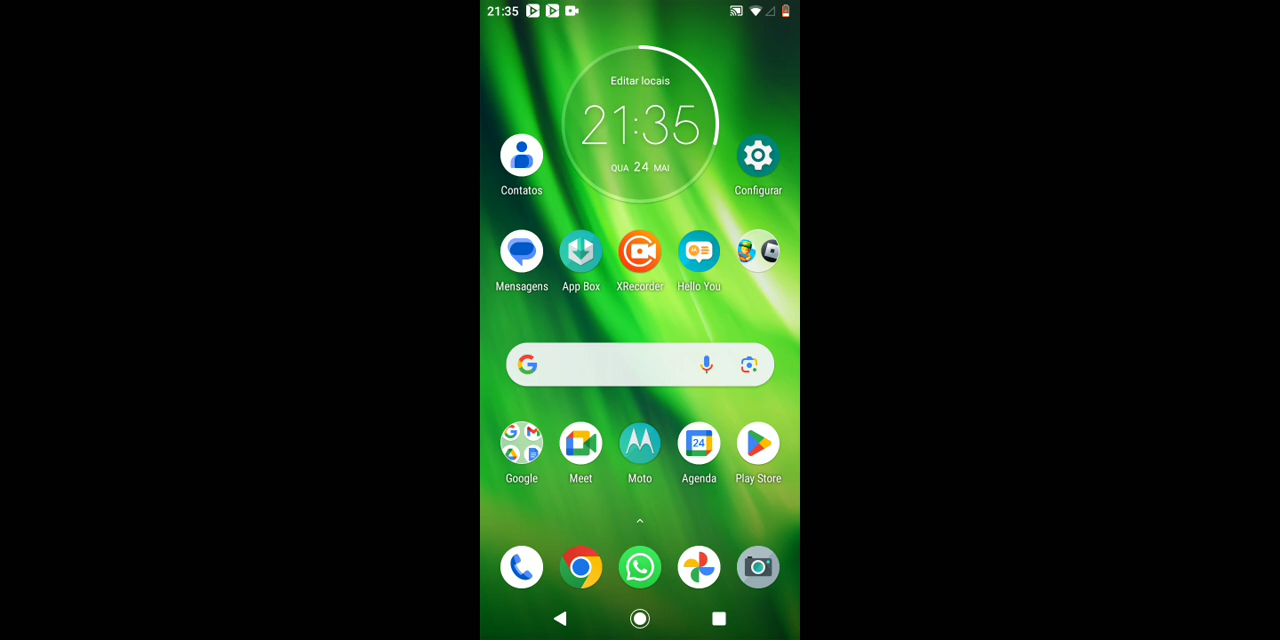 21:35
Editar locais
21:35
QUA 24 MAI
Contatos
Configurar
Mensagens
App Box
XRecorder
Hello You
Google
Meet
Moto
24
Agenda
Play Store